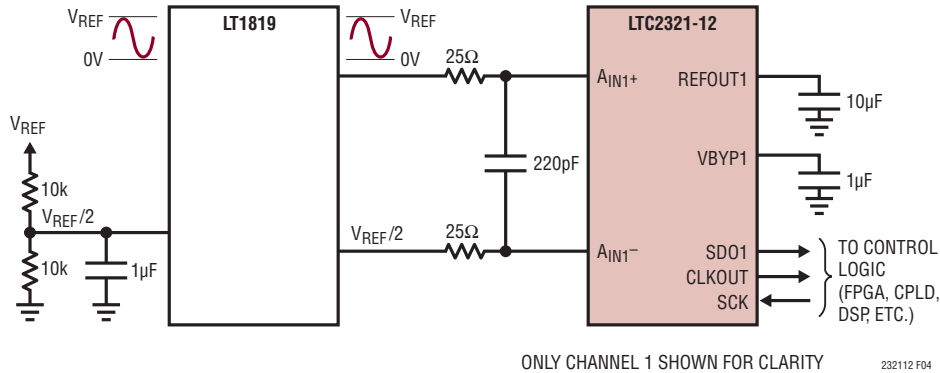 VREF
0V
LT1819
VREF
0V
25Ω
LTC2321-12
AIN1+
REFOUT1
10µF
VREF
10k
VREF/2
10k
1µF
220pF
VBYP1
1µF
VREF/2
25Ω
AIN1–
SDO1
CLKOUT
SCK
TO CONTROL
LOGIC
(FPGA, CPLD,
DSP, ETC.)
ONLY CHANNEL 1 SHOWN FOR CLARITY
232112 F04